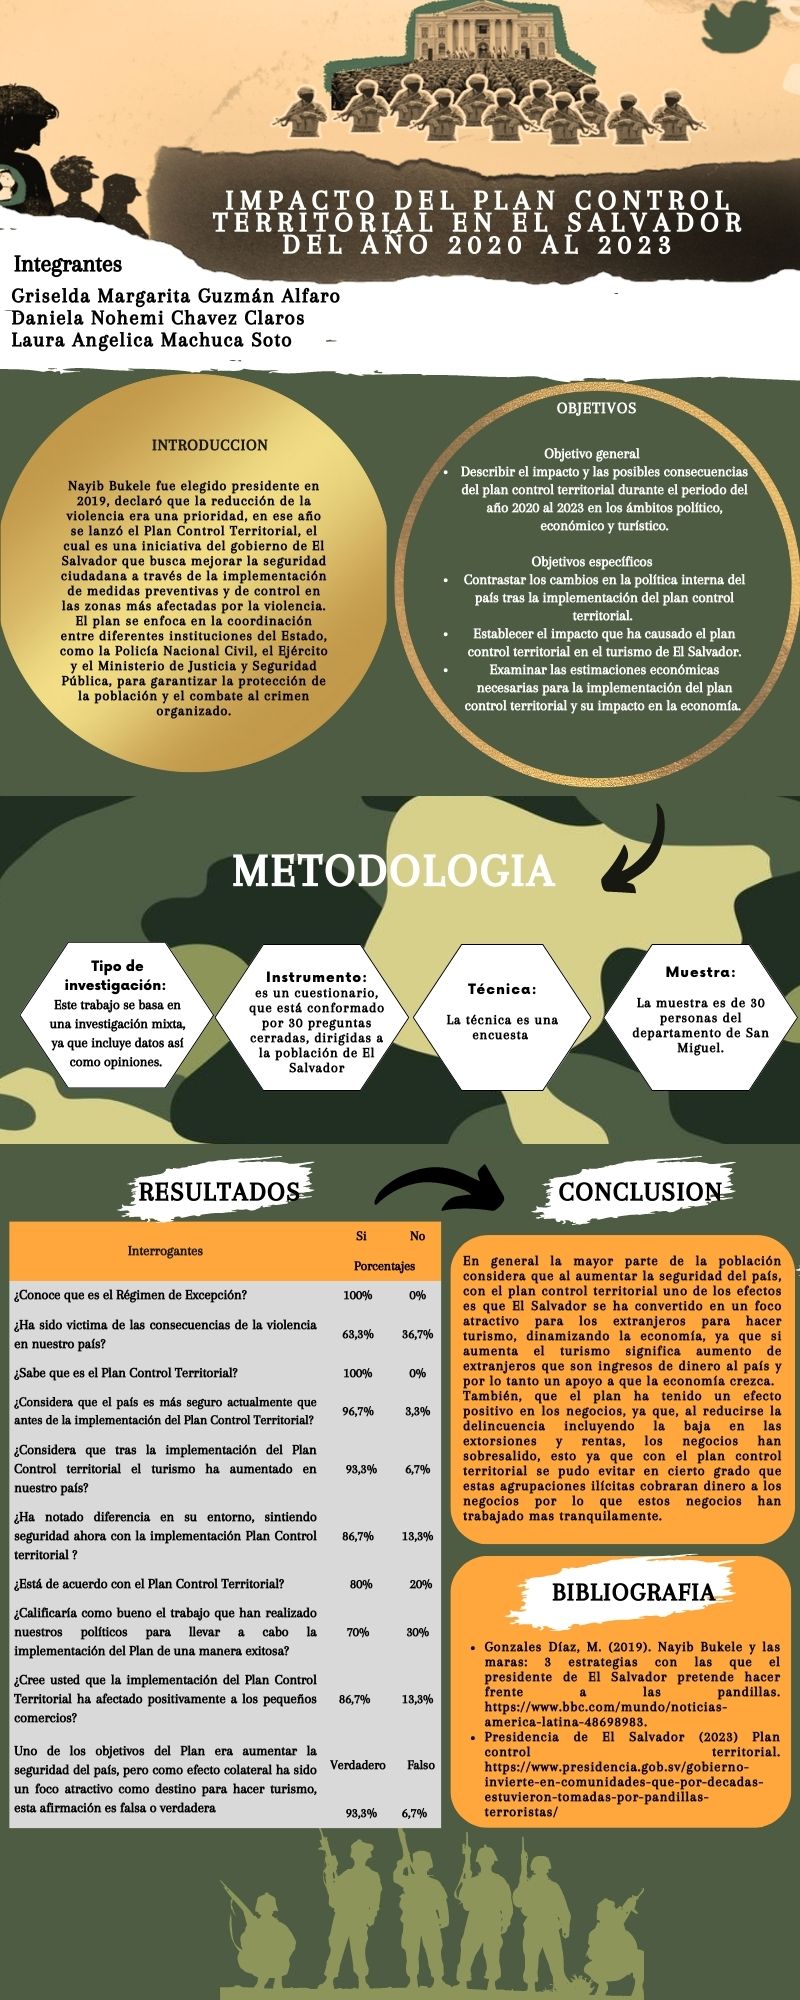 IMPACTO DEL PLAN CONTROL
TERRITORIAL EN EL SALVADOR
DEL AÑO 2020 AL 2023
Integrantes
Griselda Margarita Guzmán Alfaro
Daniela Nohemi Chavez Claros
Laura Angelica Machuca Soto
INTRODUCCION
Nayib Bukele fue elegido presidente en
2019, declaró que la reducción de la
violencia era una prioridad, en ese año
se lanzó el Plan Control Territorial, el
cual es una iniciativa del gobierno de El
Salvador que busca mejorar la seguridad
ciudadana a través de la implementación
de medidas preventivas y de control en
las zonas más afectadas por la violencia.
El plan se enfoca en la coordinación
entre diferentes instituciones del Estado,
como la Policía Nacional Civil, el Ejército
y el Ministerio de Justicia y Seguridad
Pública, para garantizar la protección de
la población y el combate al crimen
organizado.
OBJETIVOS
Objetivo general
• Describir el impacto y las posibles consecuencias
del plan control territorial durante el periodo del
año 2020 al 2023 en los ámbitos político,
económico y turístico.
Objetivos específicos
• Contrastar los cambios en la política interna del
país tras la implementación del plan control
territorial.
• Establecer el impacto que ha causado el plan
control territorial en el turismo de El Salvador.
• Examinar las estimaciones económicas
necesarias para la implementación del plan
control territorial y su impacto en la economía.
METODOLOGIA
Tipo de
investigación:
Este trabajo se basa en
una investigación mixta,
ya que incluye datos así
como opiniones.
Instrumento:
es un cuestionario,
que está conformado
por 30 preguntas
cerradas, dirigidas a
la población de El
Salvador
Técnica:
La técnica es una
encuesta
Muestra:
La muestra es de 30
personas del
departamento de San
Miguel.
RESULTADOS
Interrogantes
Si No
Porcentajes
¿Conoce que es el Régimen de Excepción? 100% 0%
¿Ha sido victima de las consecuencias de la violencia
en nuestro país? 63,3% 36,7%
¿Sabe que es el Plan Control Territorial? 100% 0%
¿Considera que el país es más seguro actualmente que
antes de la implementación del Plan Control Territorial? 96,7% 3,3%
¿Considera que tras la implementación del Plan
Control territorial el turismo ha aumentado en 93,3% 6,7%
nuestro país?
¿Ha notado diferencia en su entorno, sintiendo
seguridad ahora con la implementación Plan Control 86,7% 13,3%
territorial ?
¿Está de acuerdo con el Plan Control Territorial? 80% 20%
¿Calificaría como bueno el trabajo que han realizado
nuestros políticos para llevar a cabo la 70% 30%
implementación del Plan de una manera exitosa?
¿Cree usted que la implementación del Plan Control
Territorial ha afectado positivamente a los pequeños 86,7% 13,3%
comercios?
Uno de los objetivos del Plan era aumentar la
seguridad del país, pero como efecto colateral ha sido Verdadero Falso
un foco atractivo como destino para hacer turismo,
esta afirmación es falsa o verdadera 93,3% 6,7%
CONCLUSION
En general la mayor parte de la población
considera que al aumentar la seguridad del país,
con el plan control territorial uno de los efectos
es que El Salvador se ha convertido en un foco
atractivo para los extranjeros para hacer
turismo, dinamizando la economía, ya que si
aumenta el turismo significa aumento de
extranjeros que son ingresos de dinero al país y
por lo tanto un apoyo a que la economía crezca.
También, que el plan ha tenido un efecto
positivo en los negocios, ya que, al reducirse la
delincuencia incluyendo la baja en las
extorsiones y rentas, los negocios han
sobresalido, esto ya que con el plan control
territorial se pudo evitar en cierto grado que
estas agrupaciones ilícitas cobraran dinero a los
negocios por lo que estos negocios han
trabajado mas tranquilamente.
BIBLIOGRAFIA
• Gonzales Díaz, M. (2019). Nayib Bukele y las
maras: 3 estrategias con las que el
presidente de El Salvador pretende hacer
frente a las pandillas.
https://www.bbc.com/mundo/noticias-
america-latina-48698983.
• Presidencia de El Salvador (2023) Plan
control territorial.
https://www.presidencia.gob.sv/gobierno-
invierte-en-comunidades-que-por-decadas-
estuvieron-tomadas-por-pandillas-
terroristas/